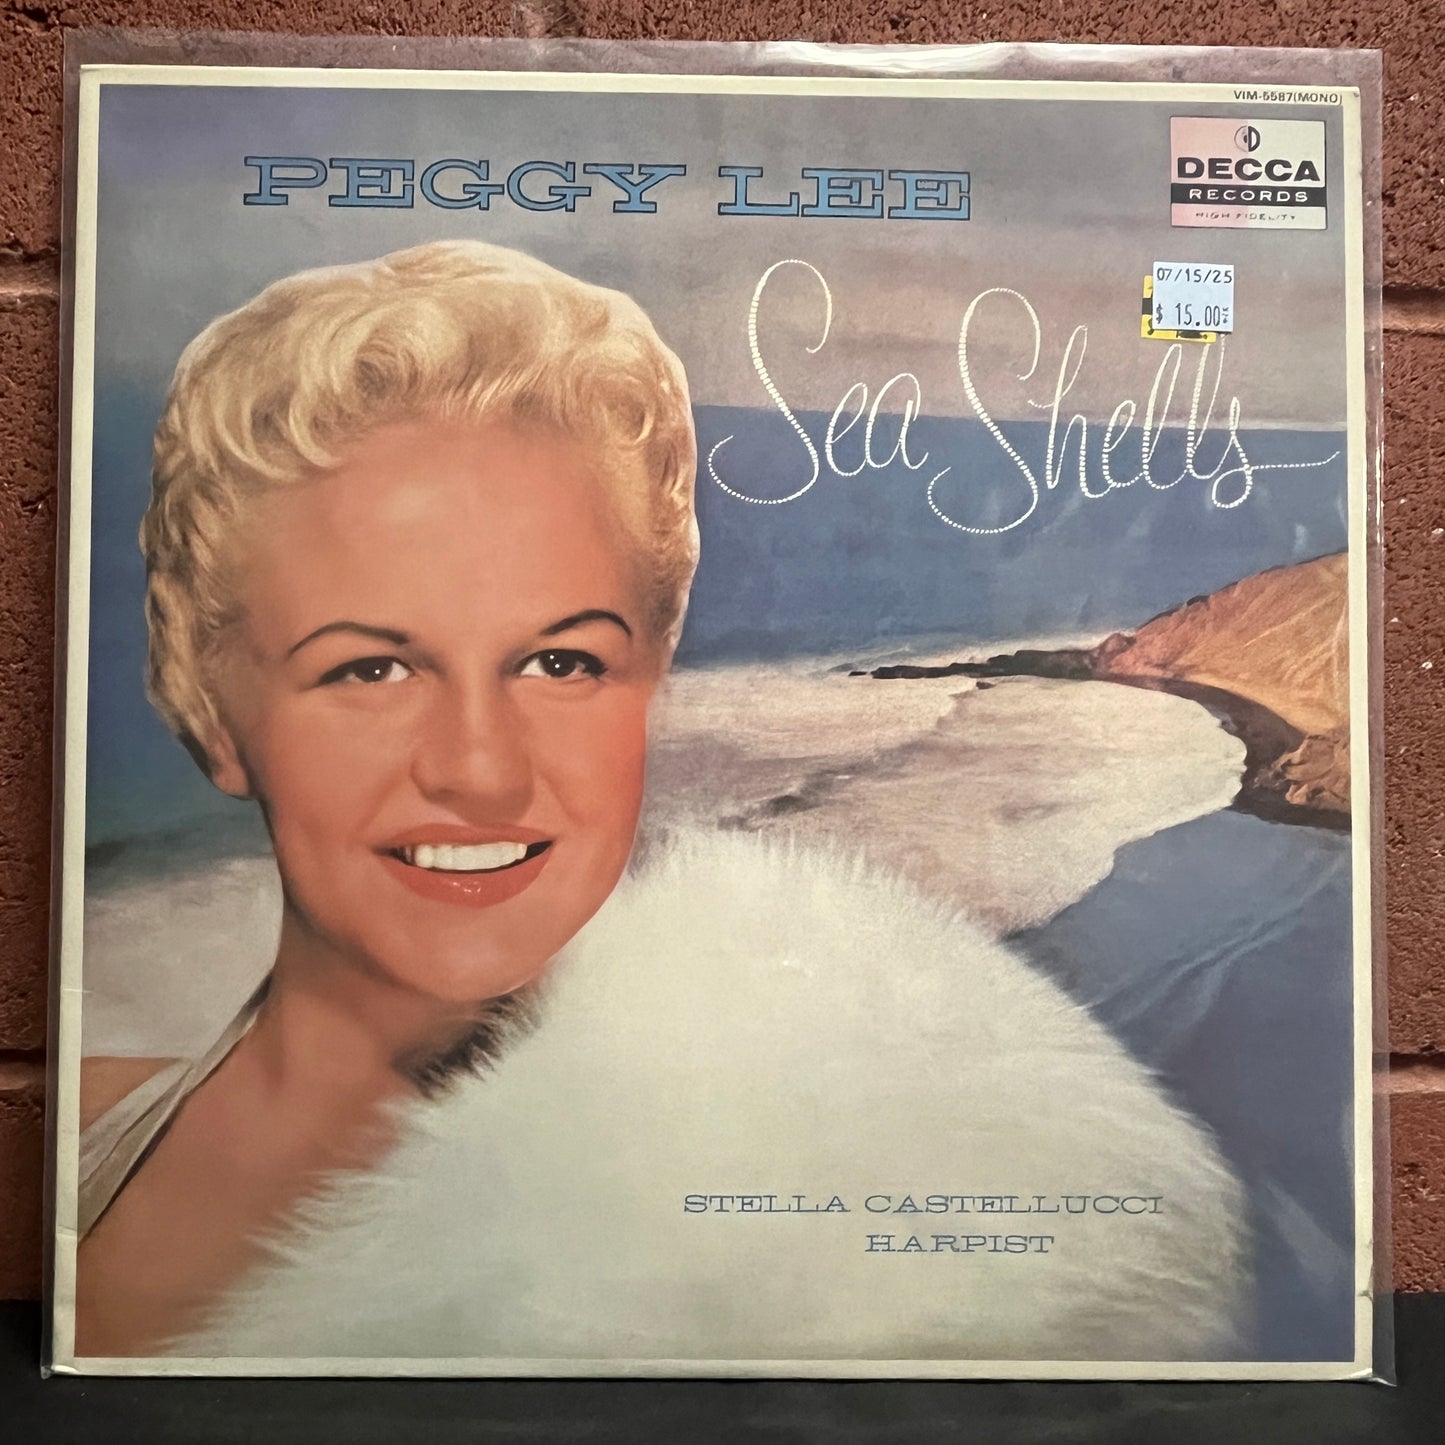 VIM-5587(MONO)
PEGGY LEE
DECCA
RECORDS
HIGH FIDELITY
07/15/25
$ 15.00
Sea Shells
STELLA CASTELLUCCI
HARPIST